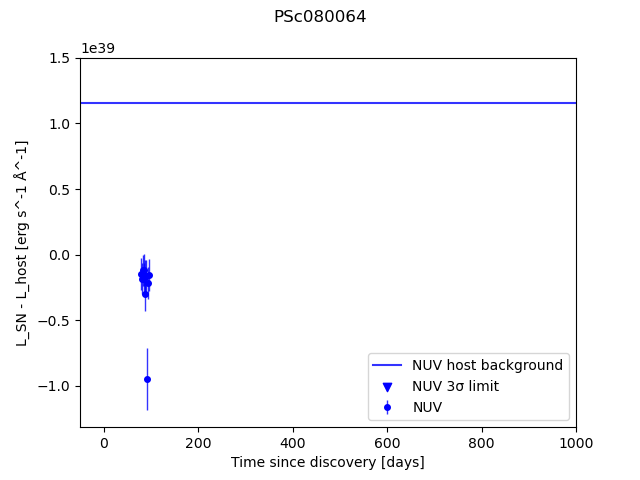 PSc080064
1e39
1.5
1.0
0.5
0.0
−0.5
−1.0
L_SN - L_host [erg s^-1 Å^-1]
NUV host background
NUV 3σ limit
NUV
0 200 400 600 800 1000
Time since discovery [days]